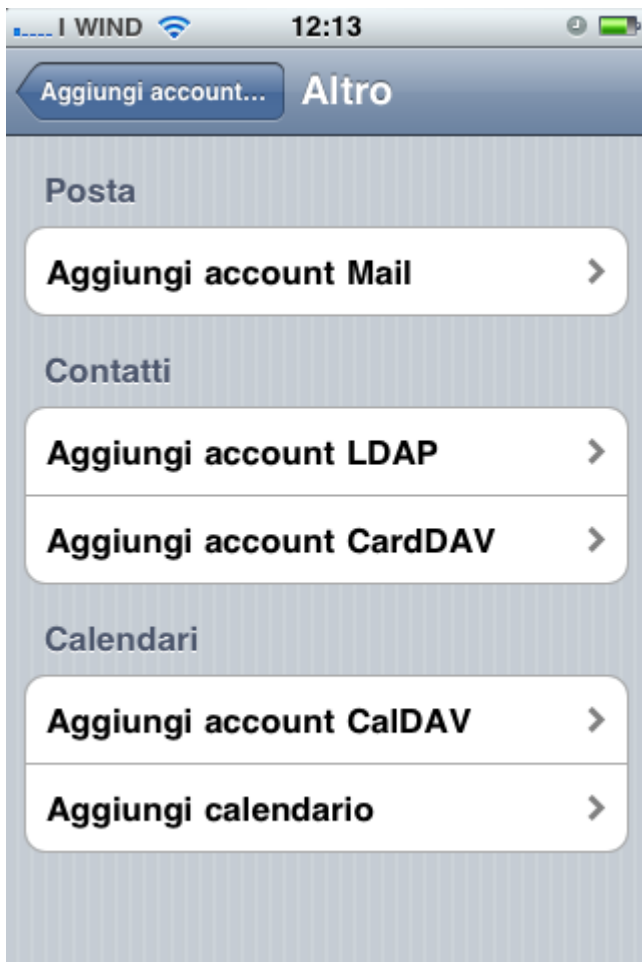 I WIND 12:13
Aggiungi account... Altro
Posta
Aggiungi account Mail
Contatti
Aggiungi account LDAP
Aggiungi account CardDAV
Calendari
Aggiungi account CalDAV
Aggiungi calendario